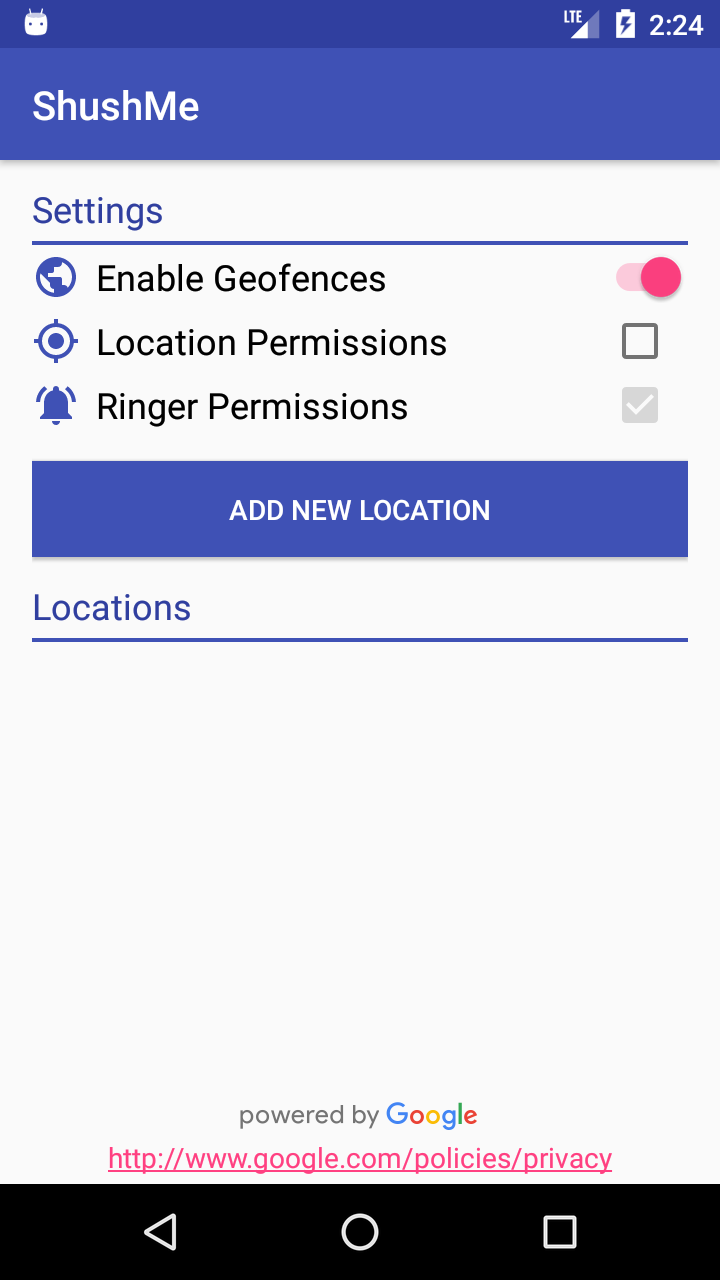 LTE 2:24
ShushMe
Settings
Enable Geofences
Location Permissions
Ringer Permissions
ADD NEW LOCATION
Locations
powered by Google
http://www.google.com/policies/privacy